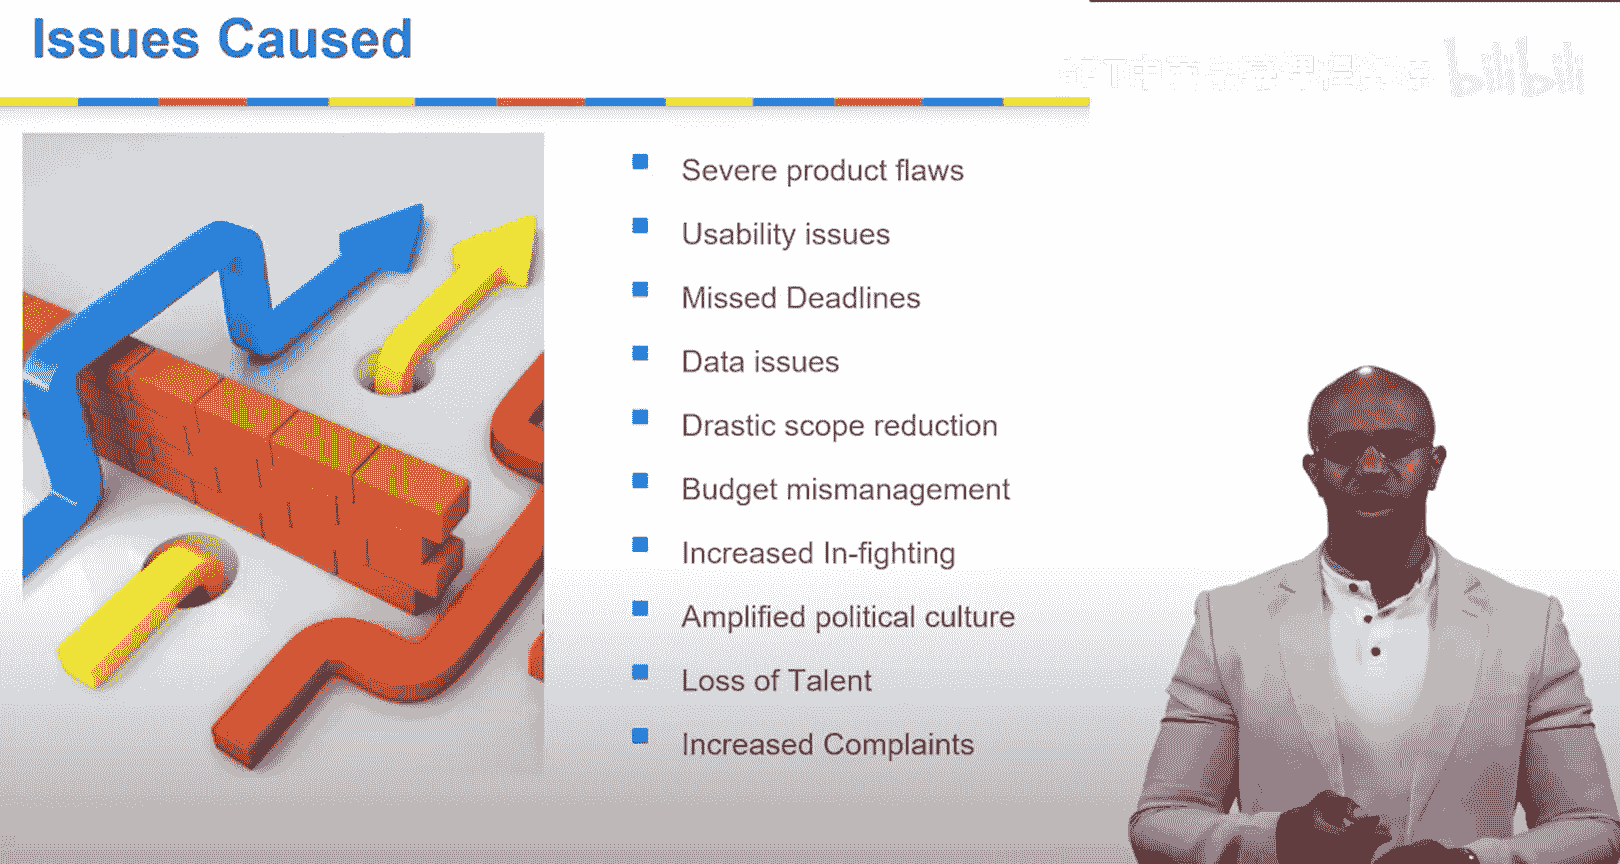 Issues Caused
bilibili
Severe product flaws
Usability issues
Missed Deadlines
Data issues
Drastic scope reduction
Budget mismanagement
Increased In-fighting
Amplified political culture
Loss of Talent
Increased Complaints